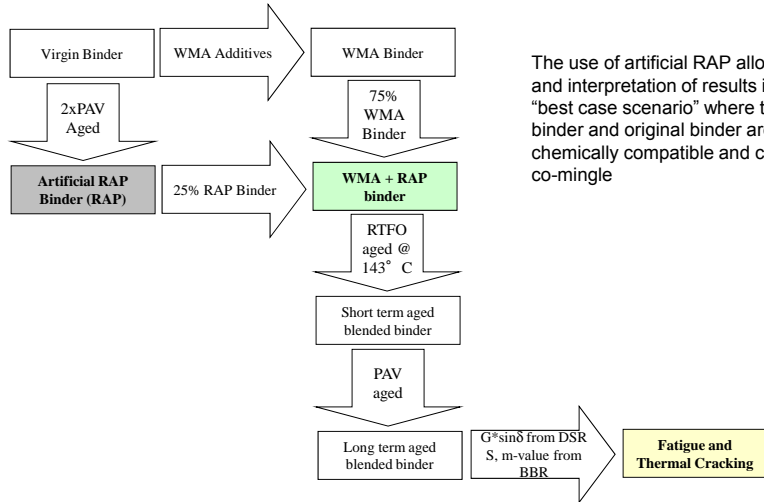 Virgin Binder
WMA Additives
WMA Binder
2xPAV
Aged
75%
WMA
Binder
Artificial RAP
Binder (RAP)
25% RAP Binder
WMA + RAP
binder
RTFO
aged @
143° C
Short term aged
blended binder
PAV
aged
Long term aged
blended binder
G*sinδ from DSR
S, m-value from
BBR
Fatigue and
Thermal Cracking
The use of artificial RAP
and interpretation of results
"best case scenario" where
binder and original binder
chemically compatible and
co-mingle